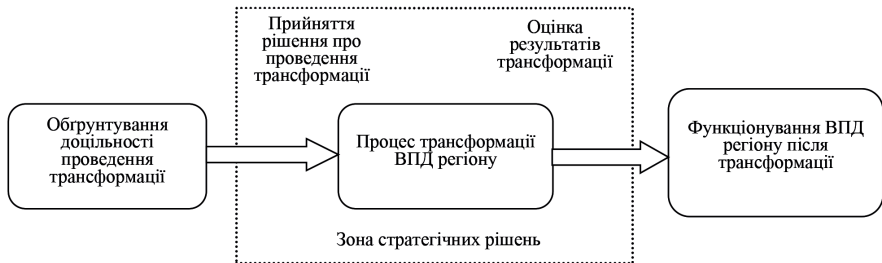 Прийняття
рішення про
проведення
трансформації
Оцінка
результатів
трансформації
Обґрунтування
доцільності
проведення
трансформації
Процес трансформації
ВПД регіону
Функціонування ВПД
регіону після
трансформації
Зона стратегічних рішень